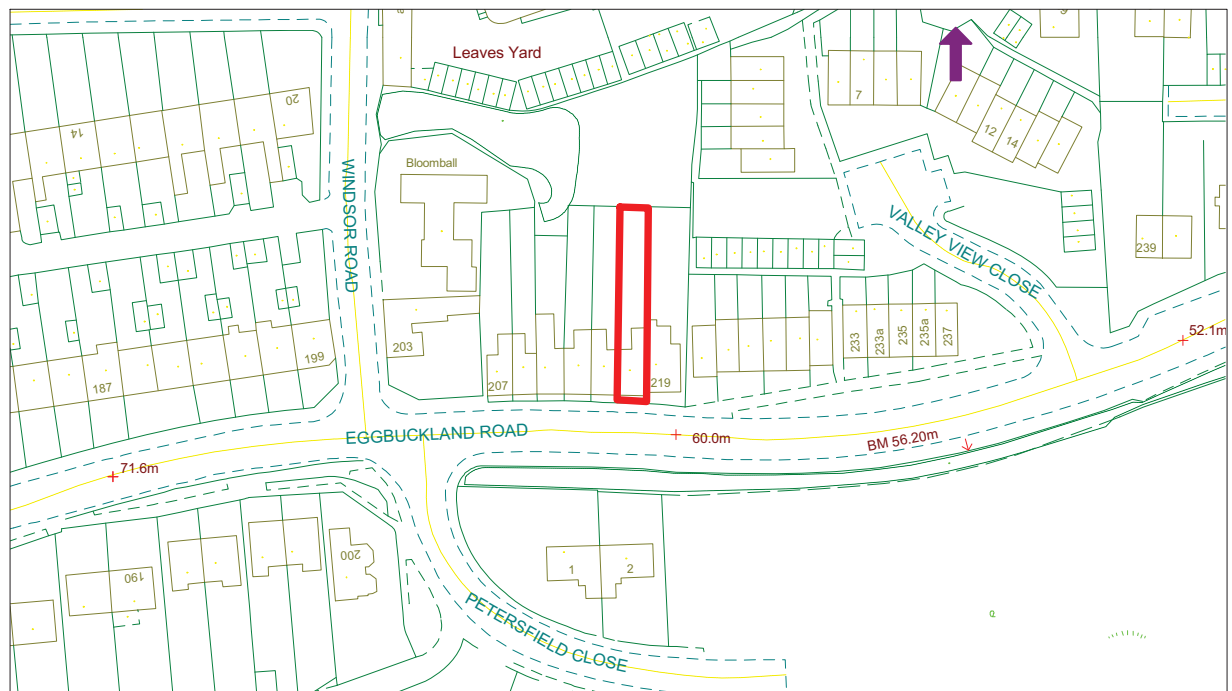 Leaves Yard
20
14
7
12
14
Bloomball
WINDSOR ROAD
VALLEY VIEW CLOSE
239
203
199
187
207
219
233
233a
235
235a
237
52.1m
EGGBUCKLAND ROAD
60.0m
BM 56.20m
71.6m
200
190
1
2
PETERSFIELD CLOSE